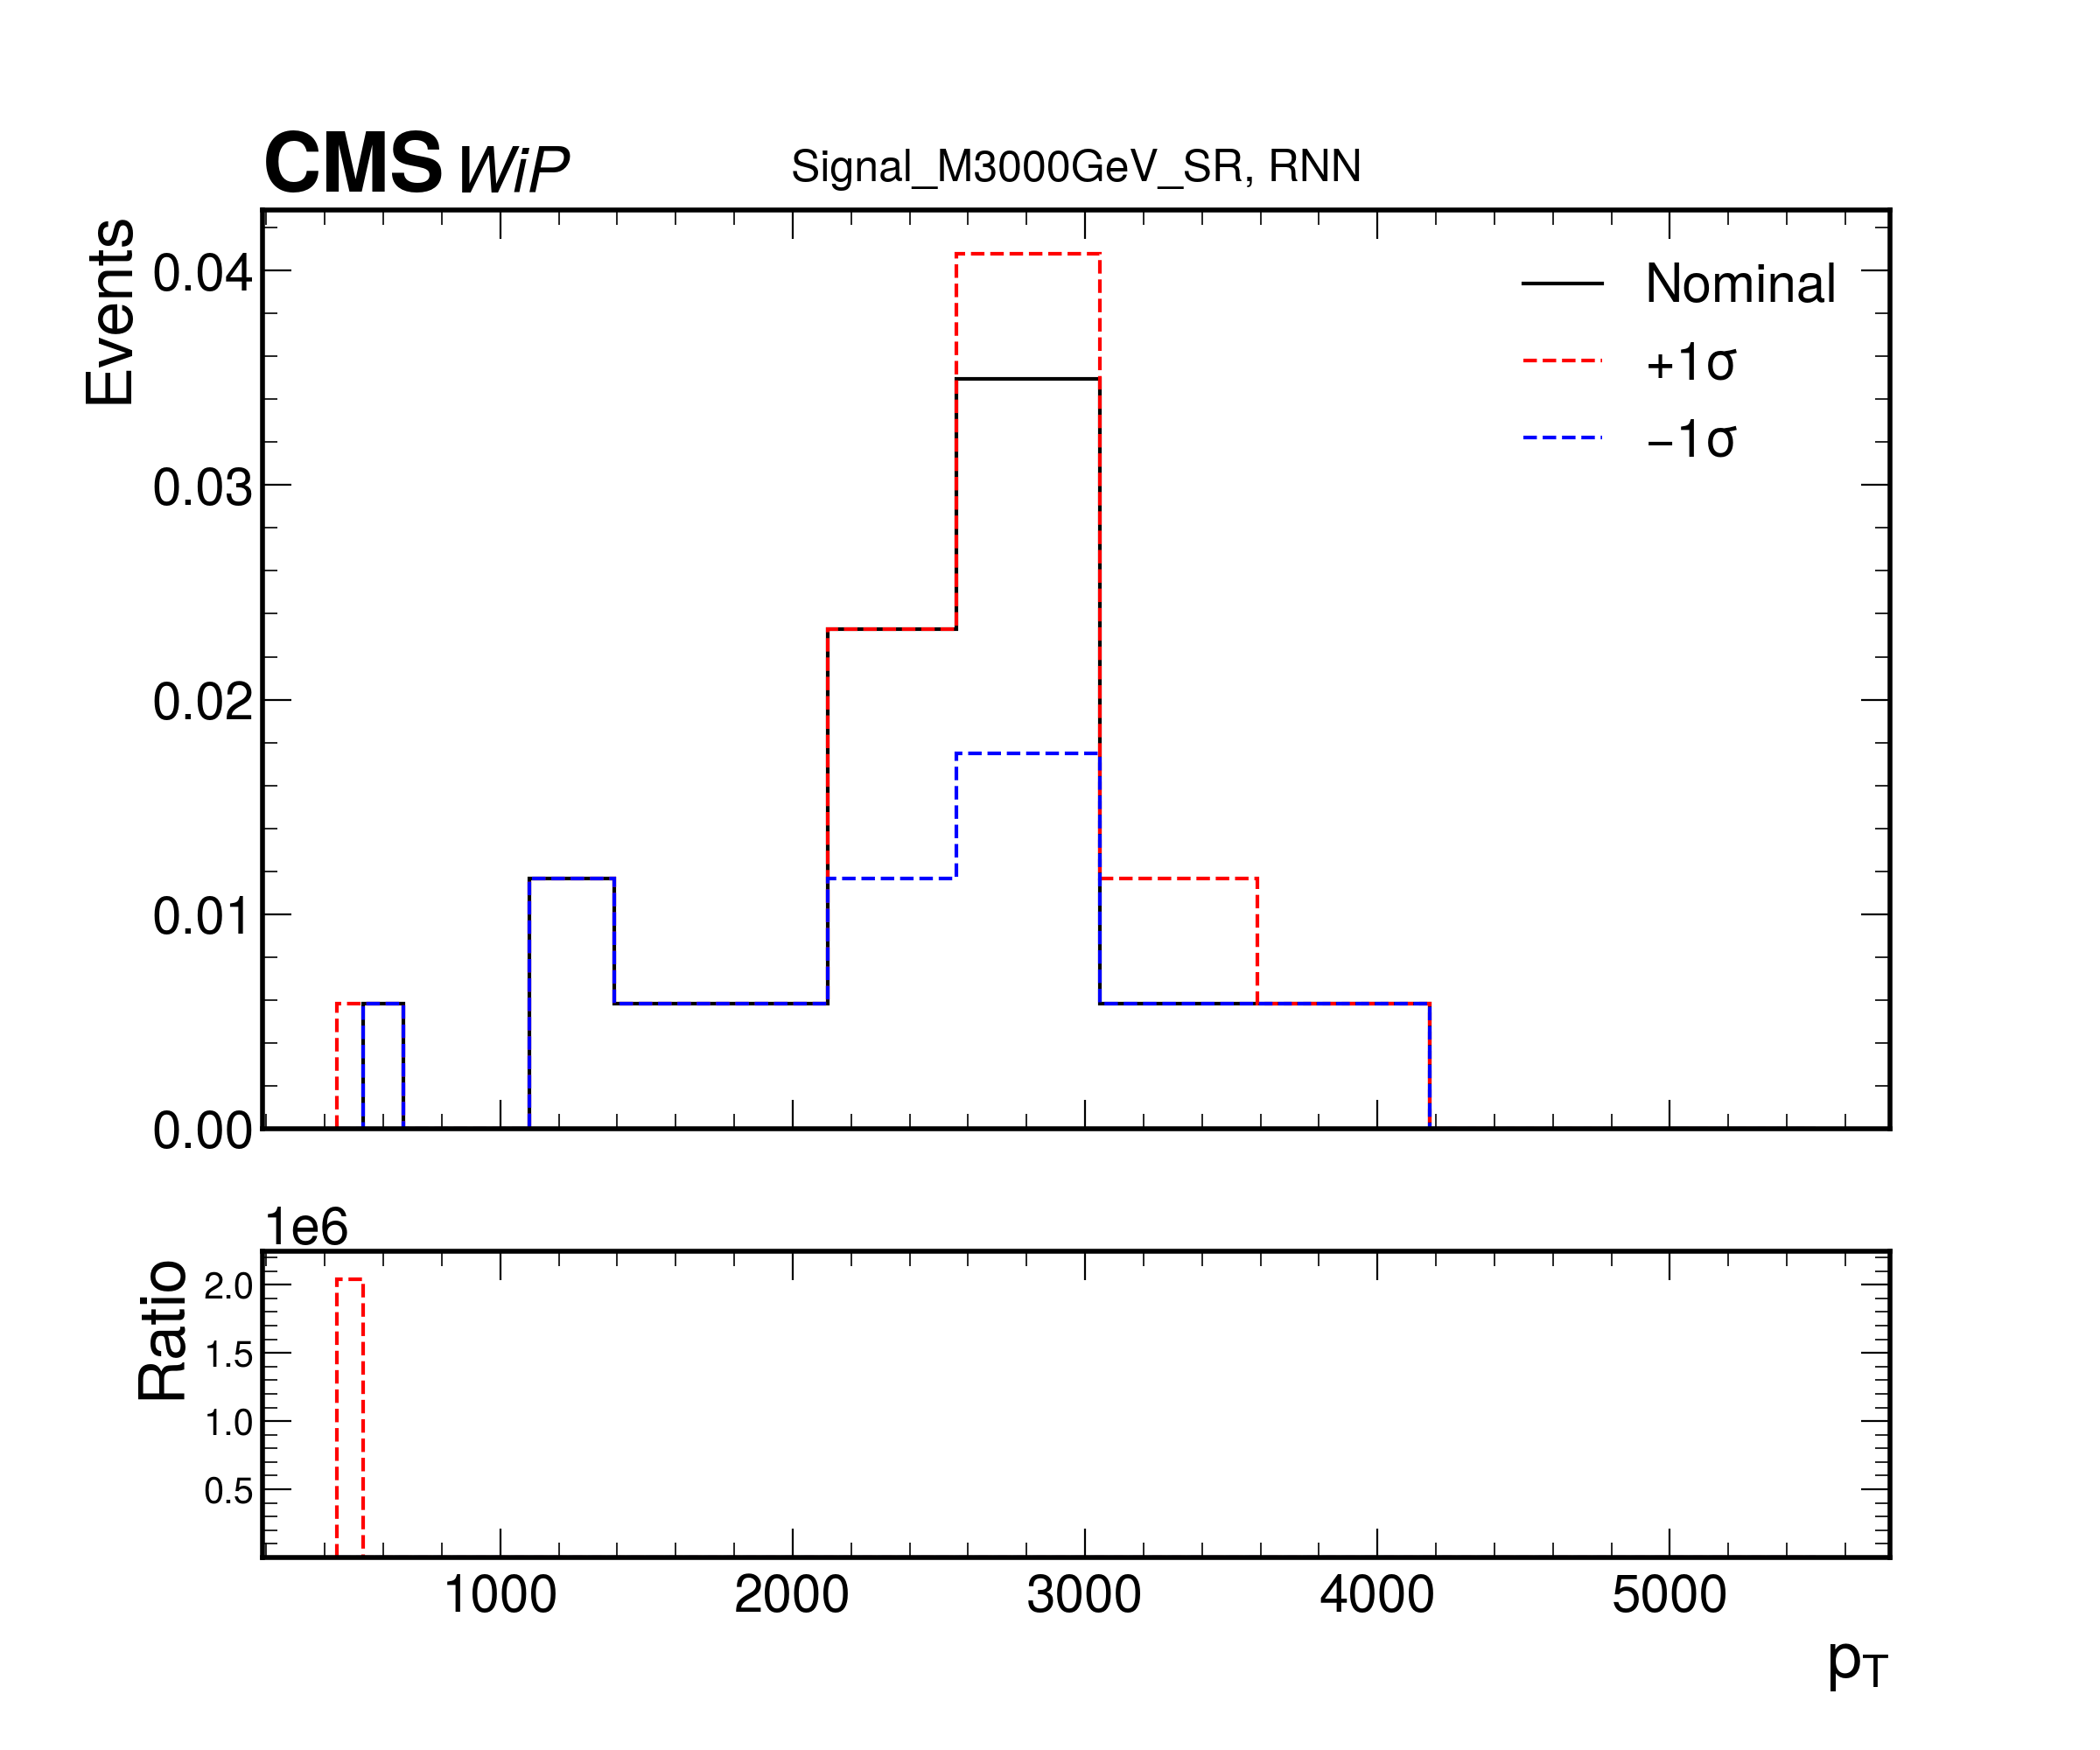 CMS WiP
Signal_M3000GeV_SR, RNN
Events
0.04
0.03
0.02
0.01
0.00
Nominal
+1σ
−1σ
1e6
Ratio
2.0
1.5
1.0
0.5
1000 2000 3000 4000 5000
pT